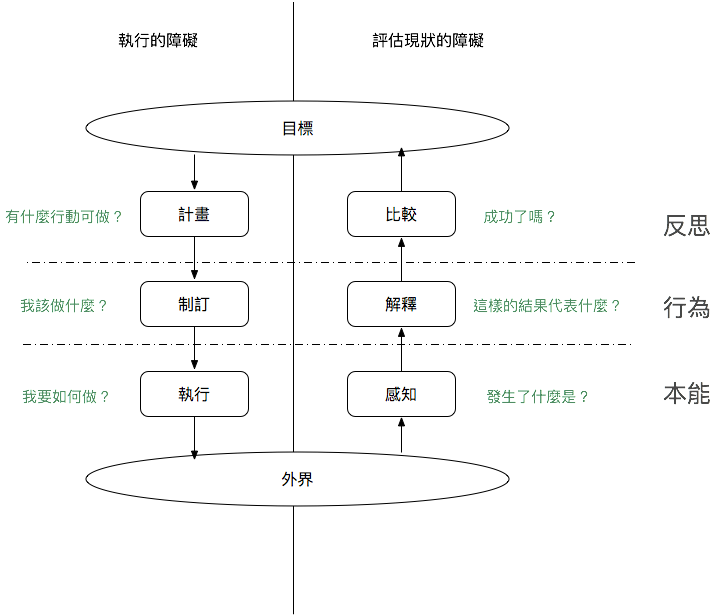 執行的障礙
評估現狀的障礙
目標
有什麼行動可做？
計畫
比較
成功了嗎？
反思
我該做什麼？
制訂
解釋
這樣的結果代表什麼？
行為
我要如何做？
執行
感知
發生了什麼是？
本能
外界